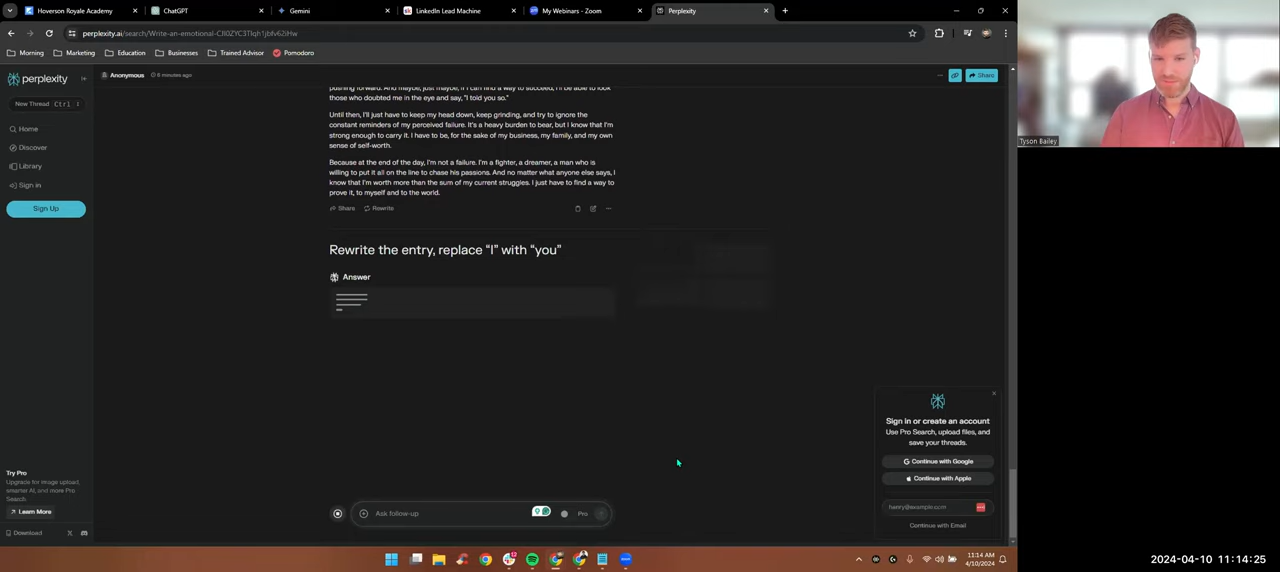 Hoverson Royale Academy
ChatGPT
Gemini
LinkedIn Lead Machine
My Webinars - Zoom
Perplexity
perplexity.ai/search/Write-an-emotional-
Morning
Marketing
Education
Businesses
Trained Advisor
Pomodoro
perplexity
Anonymous
6 minutes ago
Share
New Thread
Ctrl
Home
Discover
Library
Sign in
Sign Up
pushing forward. And maybe, just maybe, if I can find a way to succeed, I'll be able to look
those who doubted me in the eye and say, "I told you so."
Until then, I'll just have to keep my head down, keep grinding, and try to ignore the
constant reminders of my perceived failure. It's a heavy burden to bear, but I know that I'm
strong enough to carry it. I have to be, for the sake of my business, my family, and my own
sense of self-worth.
Because at the end of the day, I'm not a failure. I'm a fighter, a dreamer, a man who is
willing to put it all on the line to chase his passions. And no matter what anyone else says, I
know that I'm worth more than the sum of my current struggles. I just have to find a way to
prove it, to myself and to the world.
Share
Rewrite
Rewrite the entry, replace "I" with "you"
Answer
Tyson Bailey
Sign in or create an account
Use Pro Search, upload files, and
save your threads.
Continue with Google
Continue with Apple
henry@example.com
Continue with Email
Try Pro
Upgrade for image upload,
smarter AI, and more Pro
Search.
Learn More
Download
Ask follow-up
Pro
11:14 AM
4/10/2024
2024-04-10 11:14:25